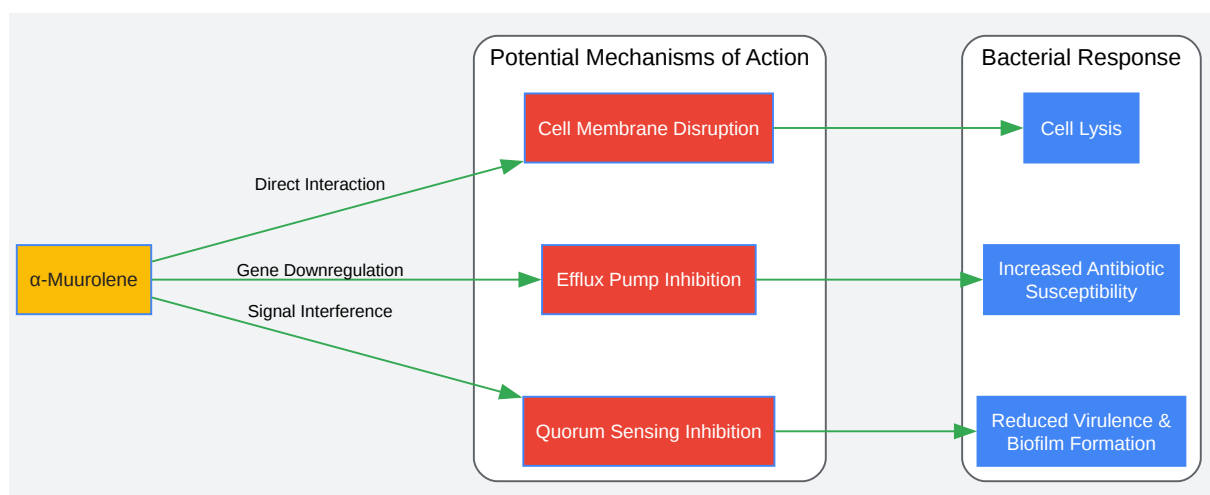 Potential Mechanisms of Action
Bacterial Response
Cell Membrane Disruption
Cell Lysis
Direct Interaction
α-Muurolene
Gene Downregulation
Efflux Pump Inhibition
Increased Antibiotic
Susceptibility
Signal Interference
Quorum Sensing Inhibition
Reduced Virulence &
Biofilm Formation